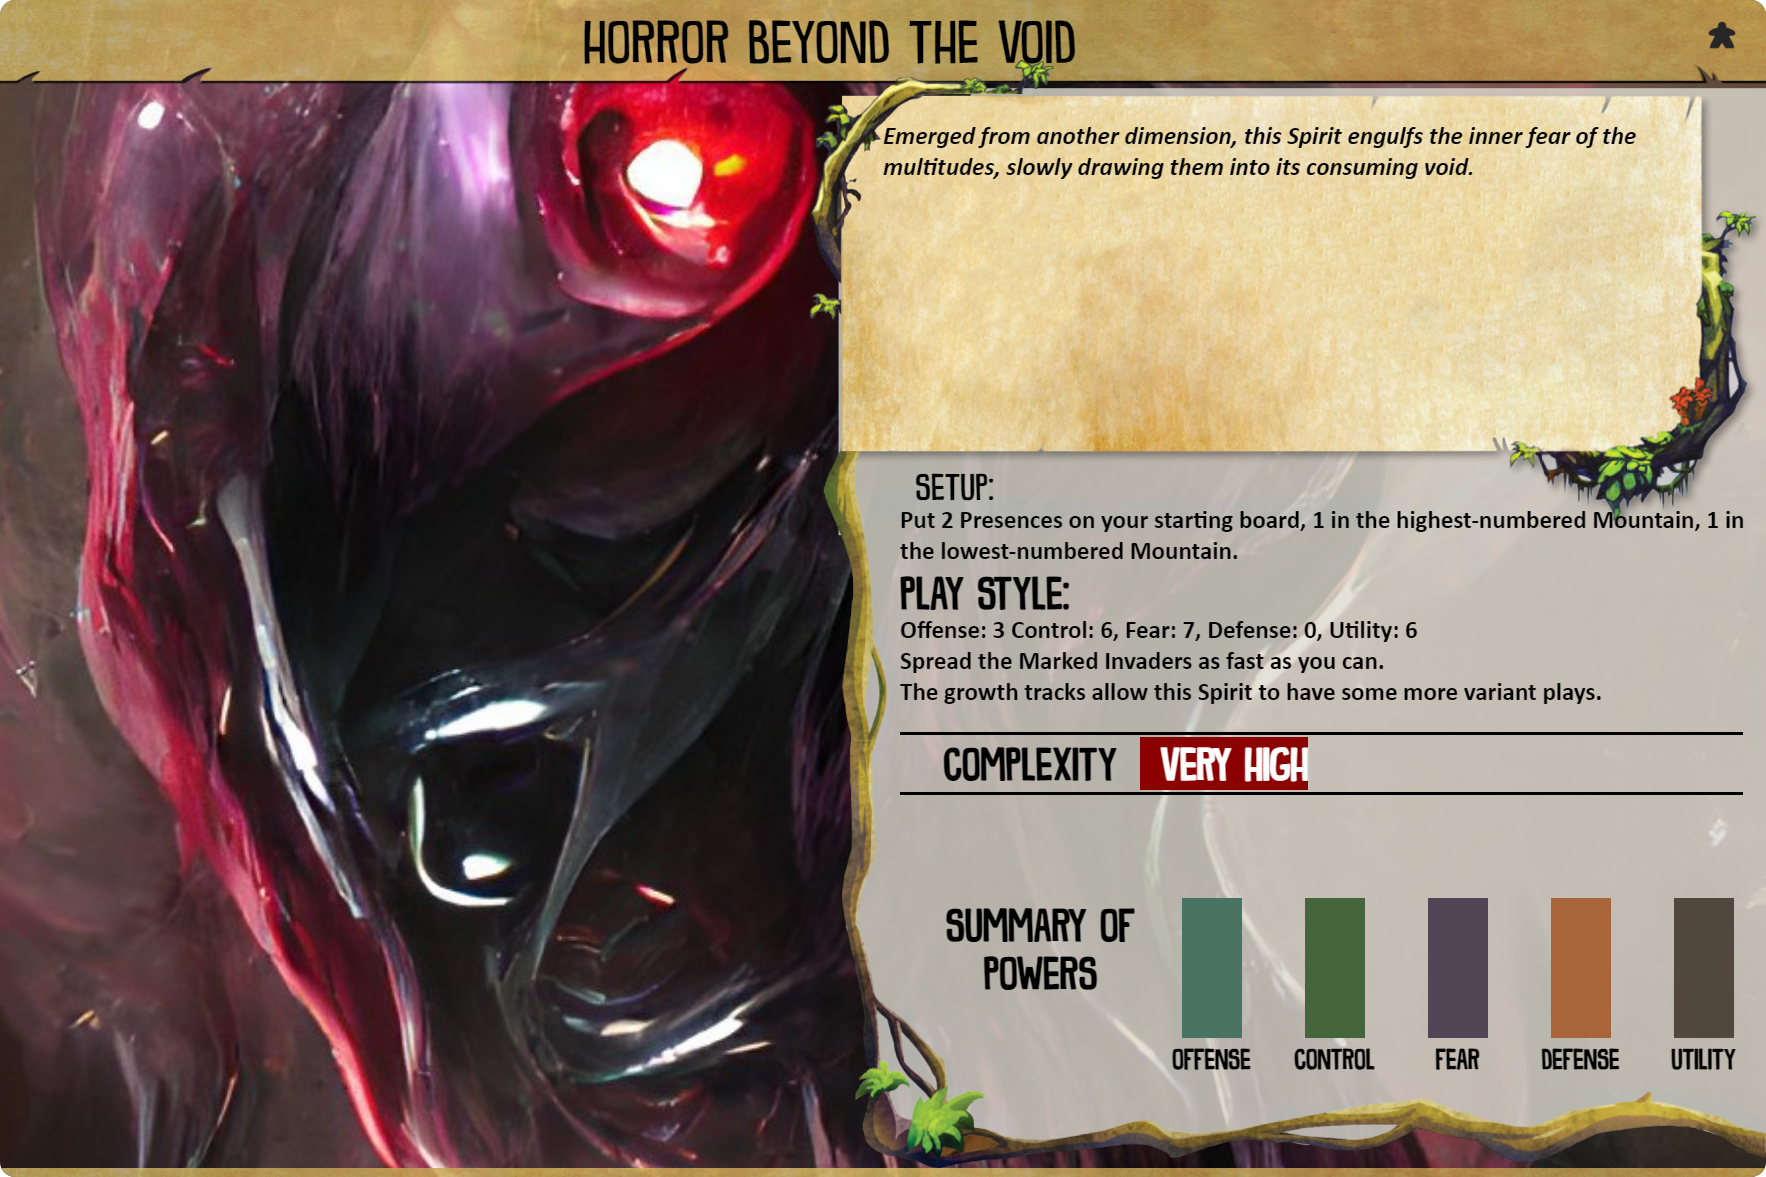 HORROR BEYOND THE VOID
Emerged from another dimension, this Spirit engulfs the inner fear of the
multitudes, slowly drawing them into its consuming void.
SETUP:
Put 2 Presences on your starting board, 1 in the highest-numbered Mountain, 1 in
the lowest-numbered Mountain.
PLAY STYLE:
Offense: 3 Control: 6, Fear: 7, Defense: 0, Utility: 6
Spread the Marked Invaders as fast as you can.
The growth tracks allow this Spirit to have some more variant plays.
COMPLEXITY VERY HIGH
SUMMARY OF
POWERS
OFFENSE CONTROL FEAR DEFENSE UTILITY